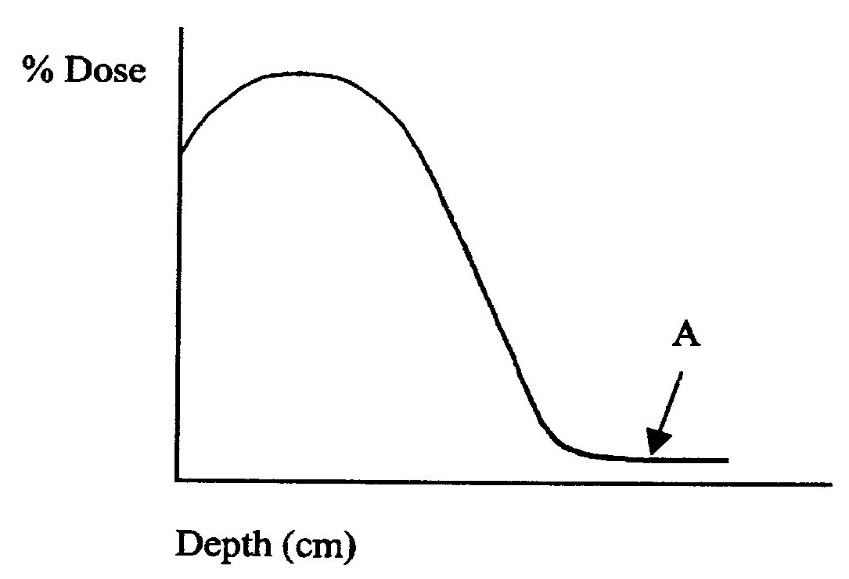 % Dose
A
Depth (cm)